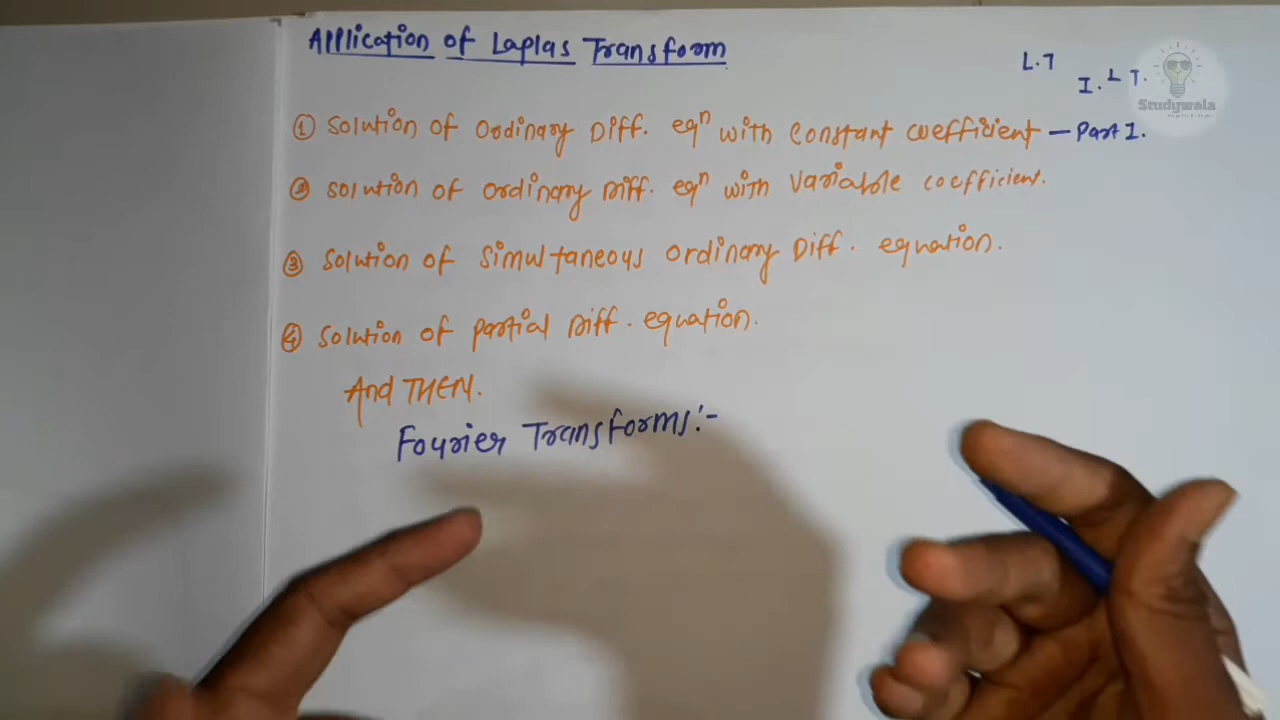 Application of Laplas Transform
L.T
I.L T.
Studywala
① Solution of Ordinary Diff. eqⁿ with Constant coefficient – Part I.
② Solution of Ordinary Diff. eqⁿ with Variable coefficient.
③ Solution of Simultaneous Ordinary Diff. equation.
④ Solution of Partial Diff. equation.
And THEN.
Fourier Transforms:-